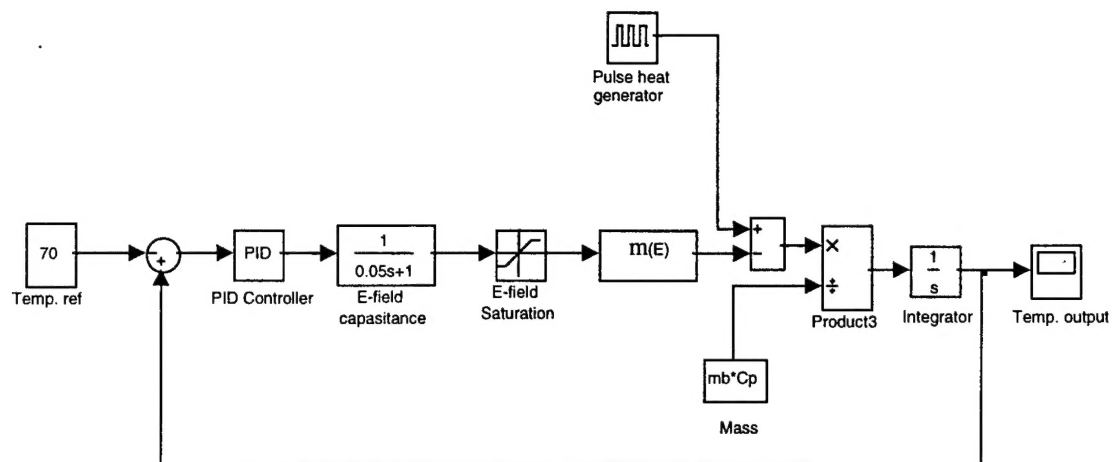 Pulse heat
generator
70
Temp. ref
− +
PID
PID Controller
1
0.05s+1
E-field
capasitance
E-field
Saturation
m(E)
+
−
×
÷
Product3
1
s
Integrator
Temp. output
mb*Cp
Mass